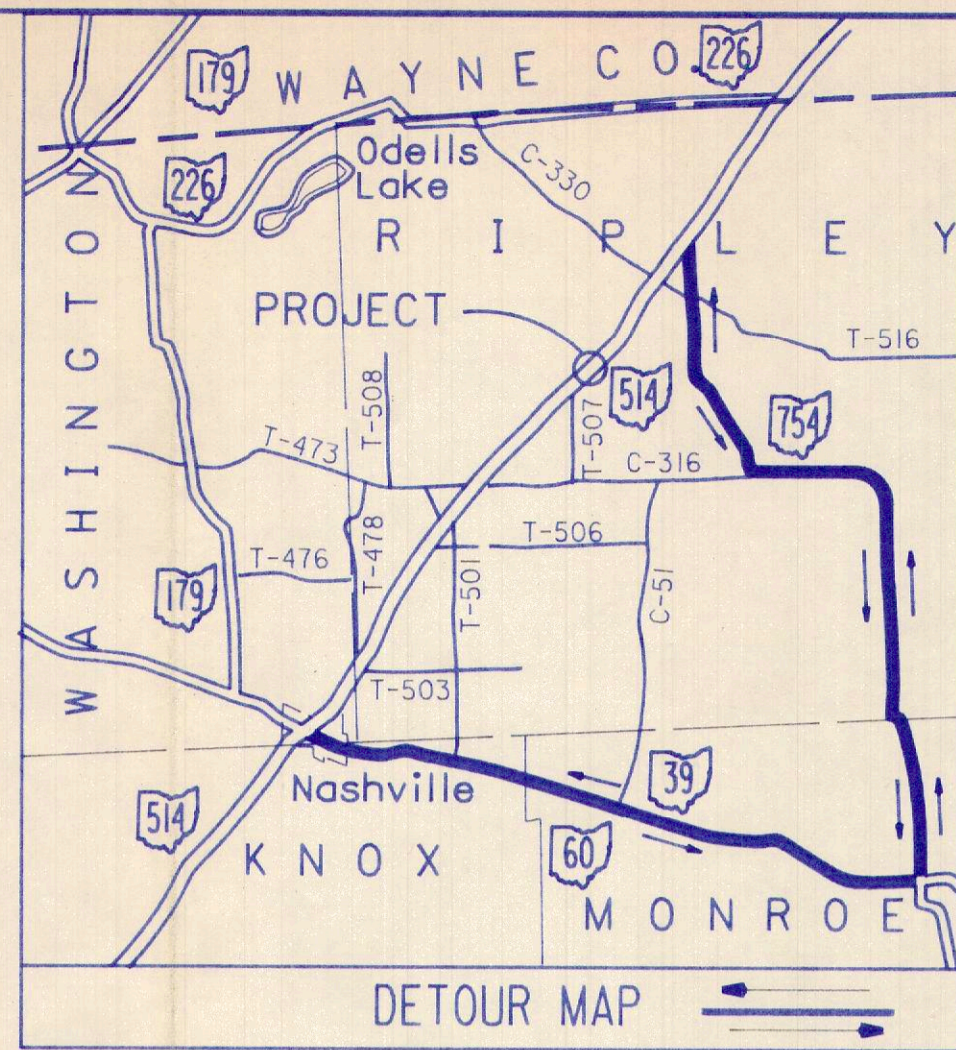 179
WAYNE CO.
226
226
Odells
Lake
C-330
RIPLEY
WASHINGTON
PROJECT
T-516
T-508
514
T-507
754
T-473
C-316
T-478
T-506
T-476
T-501
C-51
179
T-503
39
Nashville
514
KNOX
60
MONROE
DETOUR MAP